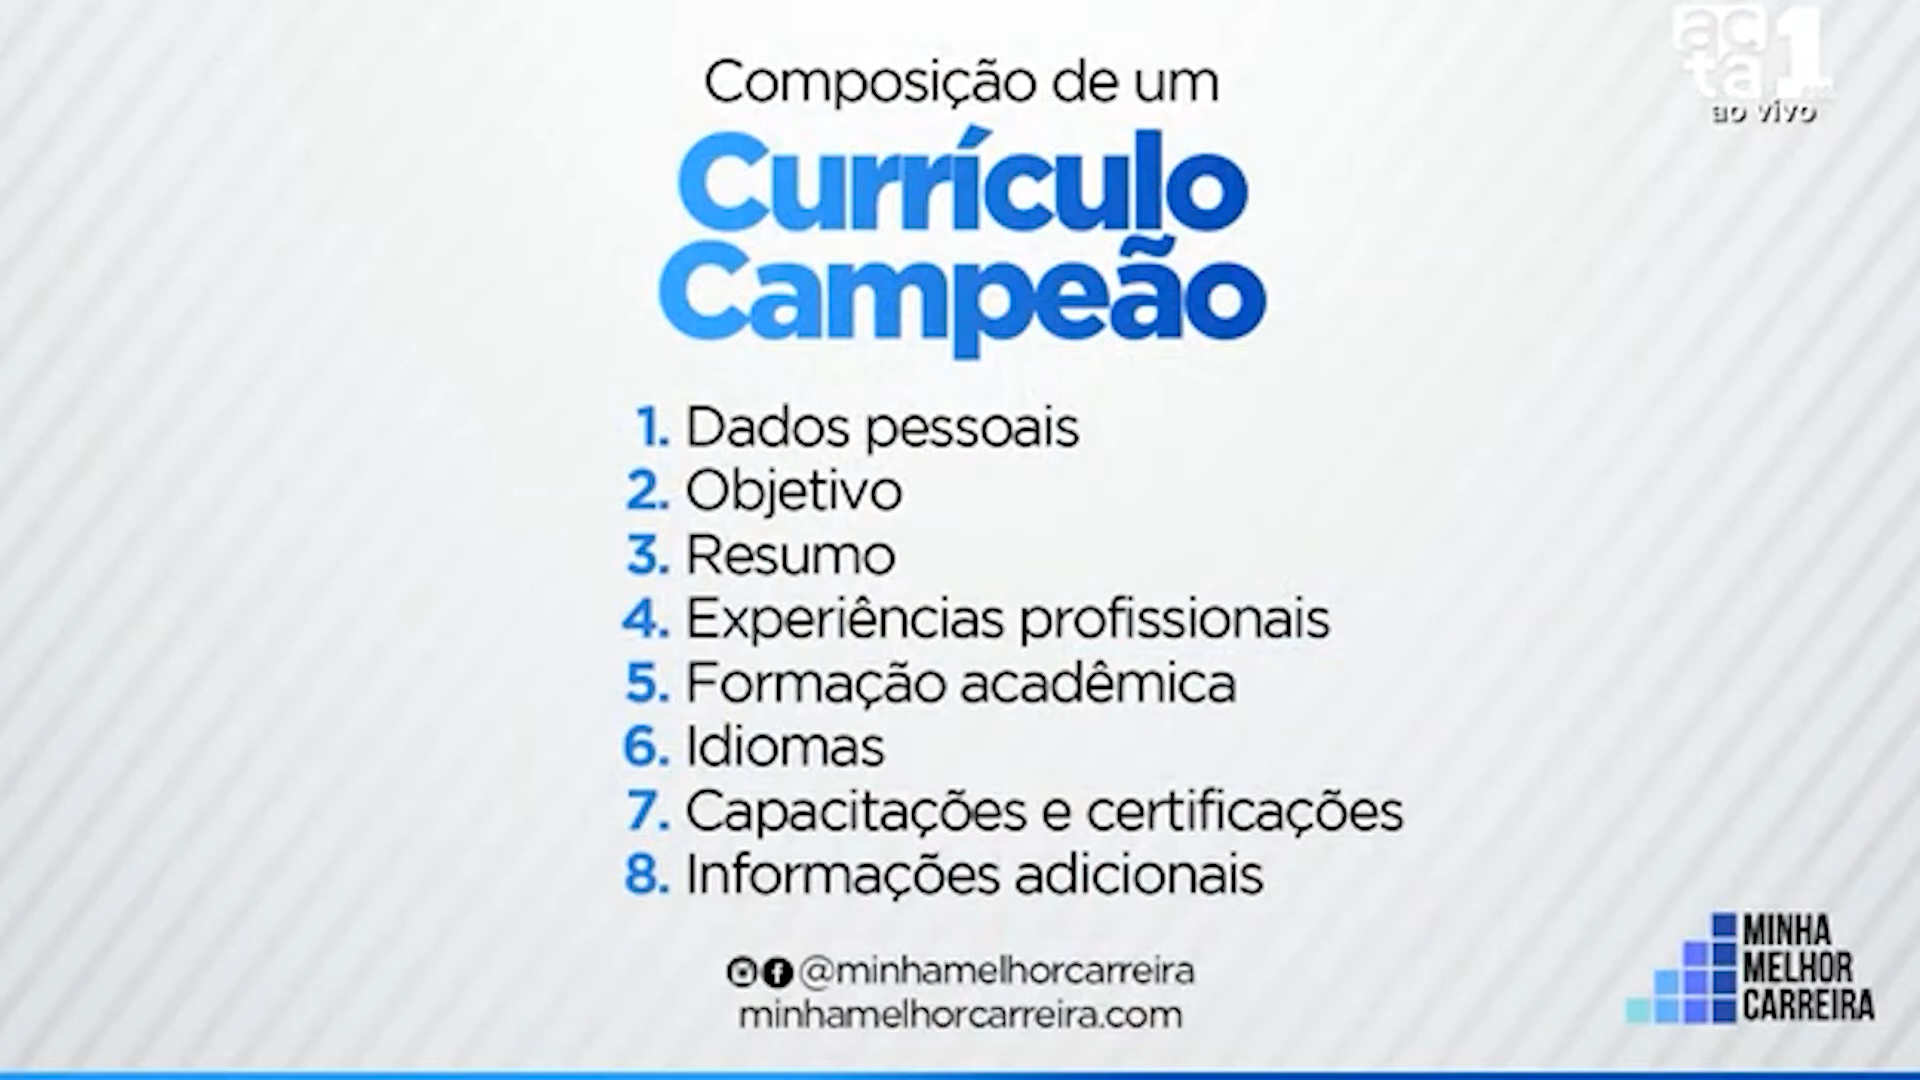 acta1
ao vivo
Composição de um
Currículo
Campeão
1. Dados pessoais
2. Objetivo
3. Resumo
4. Experiências profissionais
5. Formação acadêmica
6. Idiomas
7. Capacitações e certificações
8. Informações adicionais
@minhamelhorcarreira
minhamelhorcarreira.com
MINHA
MELHOR
CARREIRA